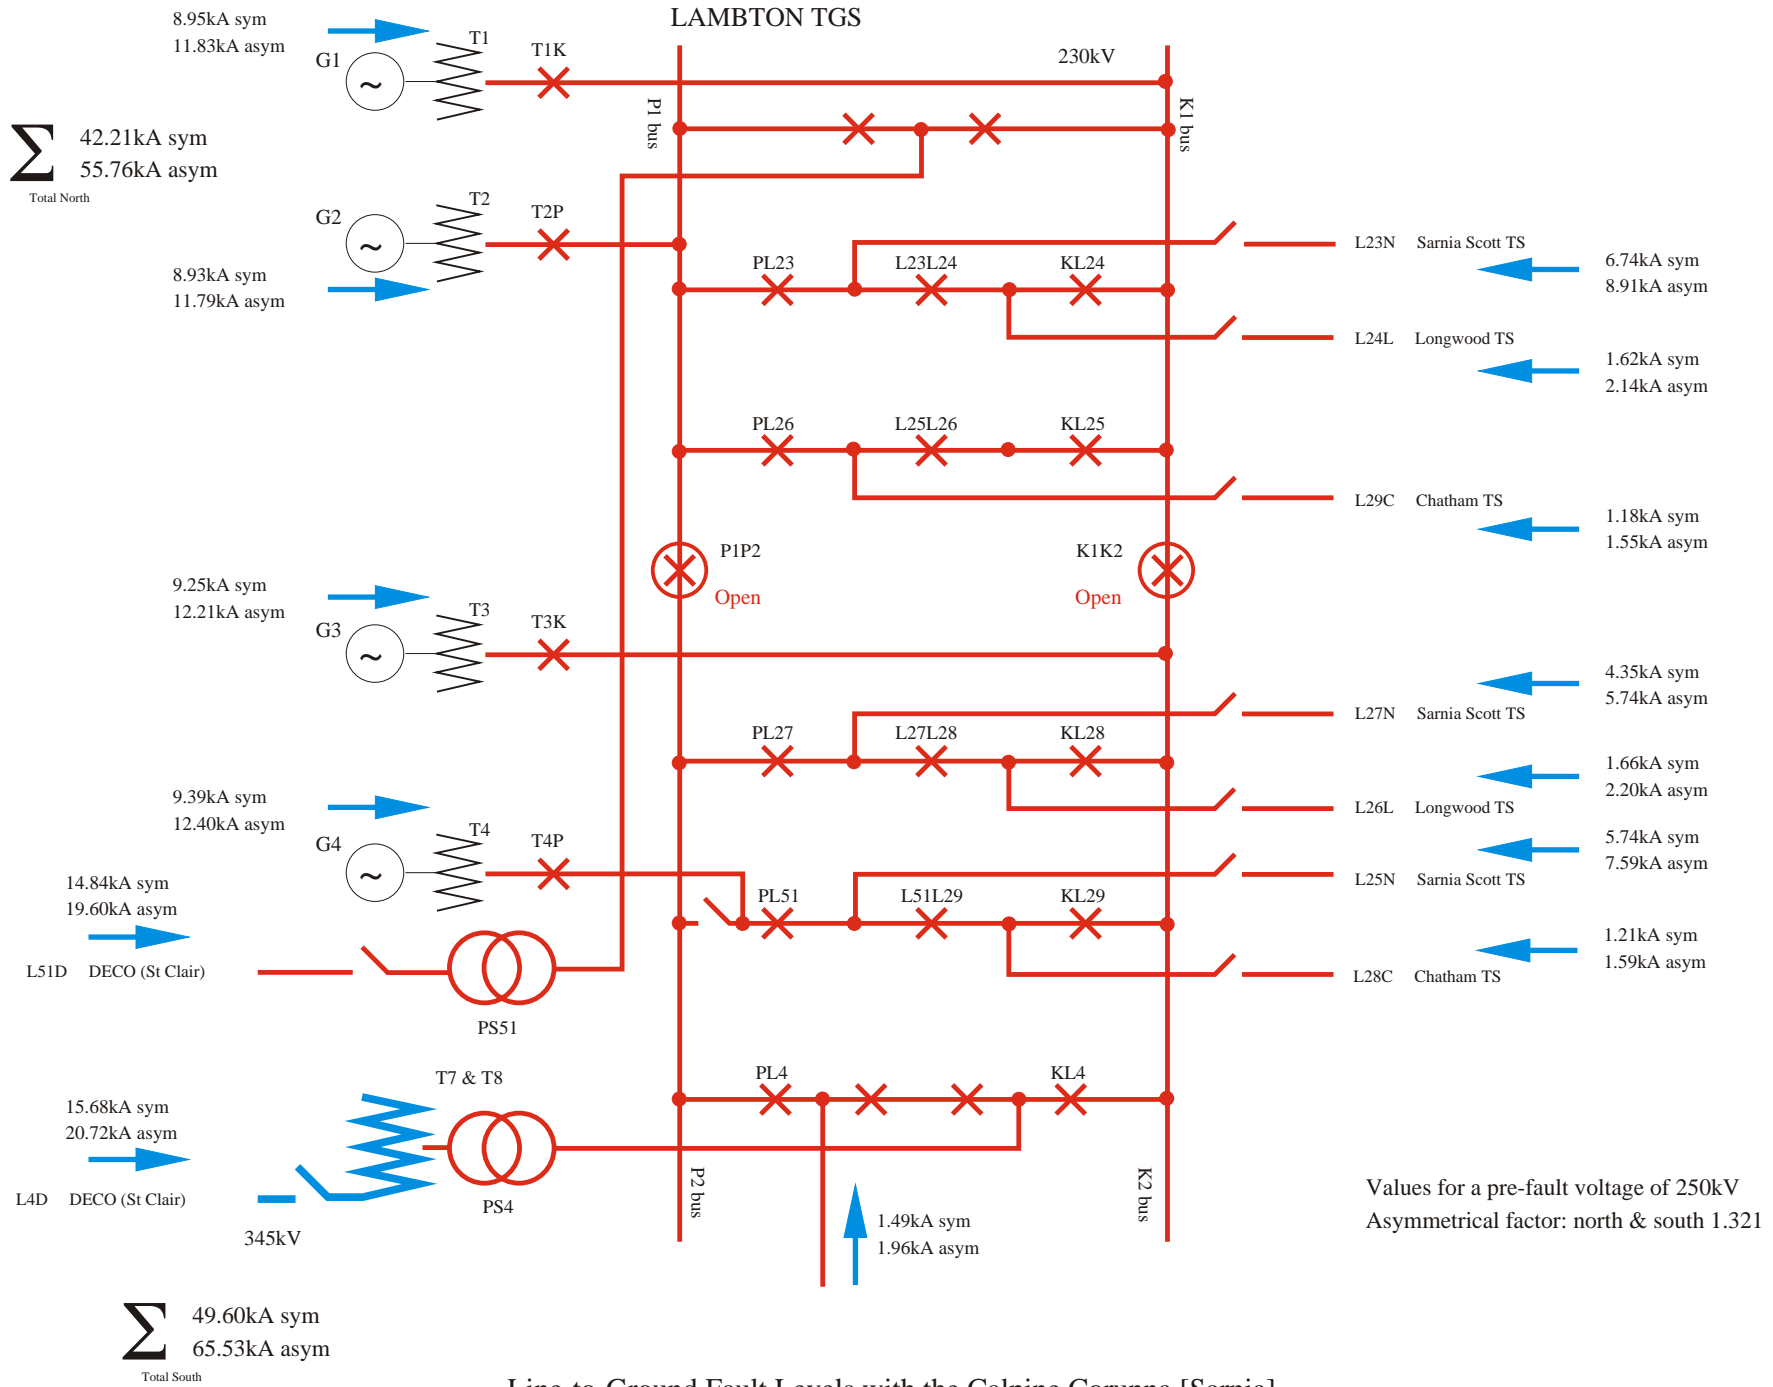 LAMBTON TGS
8.95kA sym
11.83kA asym
G1
~
T1
T1K
230kV
P1 bus
K1 bus
Σ
42.21kA sym
55.76kA asym
Total North
G2
~
T2
T2P
8.93kA sym
11.79kA asym
PL23
L23L24
KL24
L23N Sarnia Scott TS
6.74kA sym
8.91kA asym
L24L Longwood TS
1.62kA sym
2.14kA asym
PL26
L25L26
KL25
L29C Chatham TS
1.18kA sym
1.55kA asym
P1P2
Open
K1K2
Open
9.25kA sym
12.21kA asym
G3
~
T3
T3K
4.35kA sym
5.74kA asym
L27N Sarnia Scott TS
PL27
L27L28
KL28
1.66kA sym
2.20kA asym
L26L Longwood TS
9.39kA sym
12.40kA asym
G4
~
T4
T4P
5.74kA sym
7.59kA asym
L25N Sarnia Scott TS
PL51
L51L29
KL29
14.84kA sym
19.60kA asym
L51D DECO (St Clair)
PS51
1.21kA sym
1.59kA asym
L28C Chatham TS
T7 & T8
PL4
KL4
15.68kA sym
20.72kA asym
L4D DECO (St Clair)
345kV
PS4
P2 bus
K2 bus
1.49kA sym
1.96kA asym
Values for a pre-fault voltage of 250kV
Asymmetrical factor: north & south 1.321
Σ
49.60kA sym
65.53kA asym
Total South
Line-to-Ground Fault Levels with the Calpine Corunna [Sarnia]